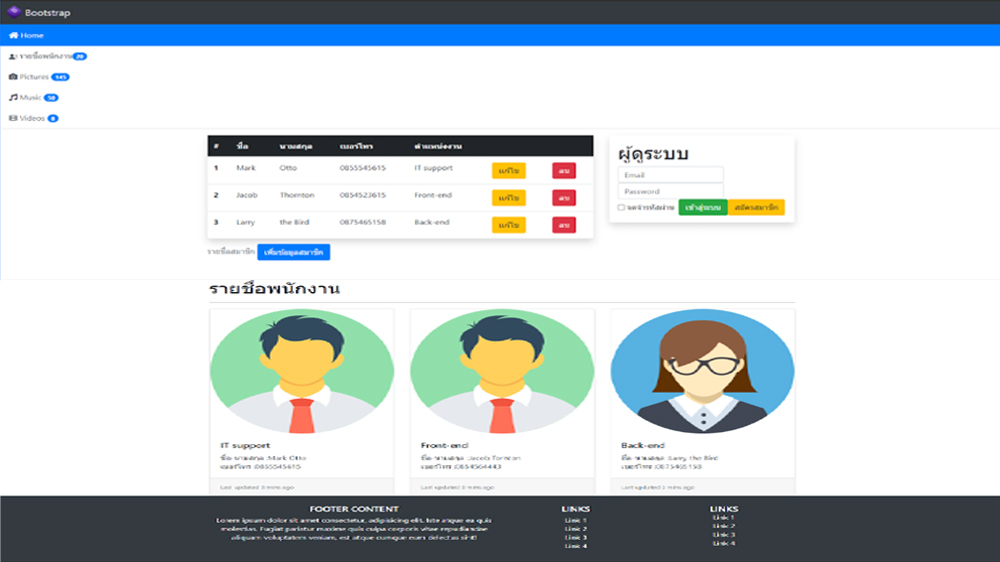 Bootstrap
Home
รายชื่อพนักงาน 20
Pictures 145
Music 50
Videos 8
# ชื่อ นามสกุล เบอร์โทร ตำแหน่งงาน
1 Mark Otto 0855545615 IT support แก้ไข ลบ
2 Jacob Thornton 0854523615 Front-end แก้ไข ลบ
3 Larry the Bird 0875465158 Back-end แก้ไข ลบ
รายชื่อสมาชิก เพิ่มข้อมูลสมาชิก
ผู้ดูระบบ
Email
Password
จดจำรหัสผ่าน เข้าสู่ระบบ สมัครสมาชิก
รายชื่อพนักงาน
IT support
ชื่อ-นามสกุล :Mark Otto
เบอร์โทร :0855545615
Last updated 3 mins ago
Front-end
ชื่อ-นามสกุล :Jacob Tornton
เบอร์โทร :0854564443
Last updated 3 mins ago
Back-end
ชื่อ-นามสกุล :Larry the Bird
เบอร์โทร :0875465158
Last updated 3 mins ago
FOOTER CONTENT
Lorem ipsum dolor sit amet consectetur, adipisicing elit. Iste atque ea quis
molestias. Fugiat pariatur maxime quis culpa corporis vitae repudiandae
aliquam voluptatem veniam, est atque cumque eum delectus sint!
LINKS
Link 1
Link 2
Link 3
Link 4
LINKS
Link 1
Link 2
Link 3
Link 4